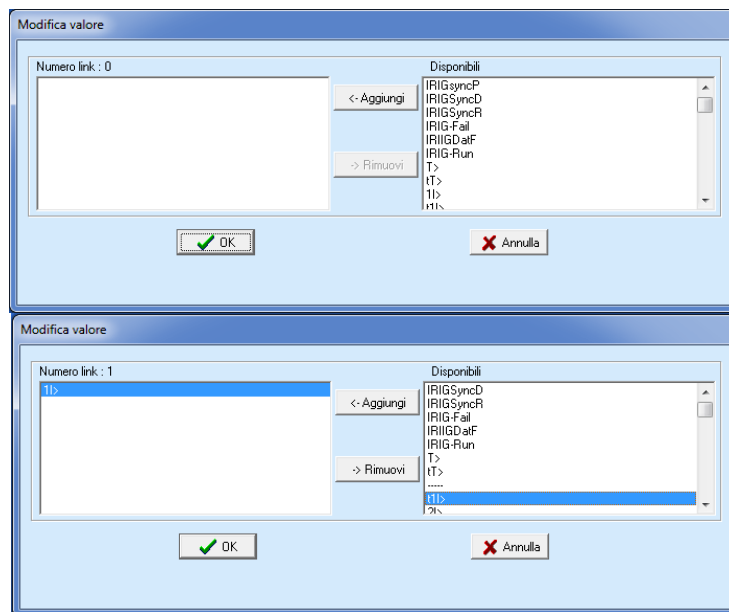 Modifica valore
Numero link : 0
Disponibili
<- Aggiungi
-> Rimuovi
IRIGsyncP
IRIGSyncD
IRIGSyncR
IRIG-Fail
IRIIGDatF
IRIG-Run
T>
tT>
1I>
t1I>
OK
Annulla
Modifica valore
Numero link : 1
Disponibili
1I>
<- Aggiungi
-> Rimuovi
IRIGSyncD
IRIGSyncR
IRIG-Fail
IRIIGDatF
IRIG-Run
T>
tT>
-----
t1I>
2I>
OK
Annulla